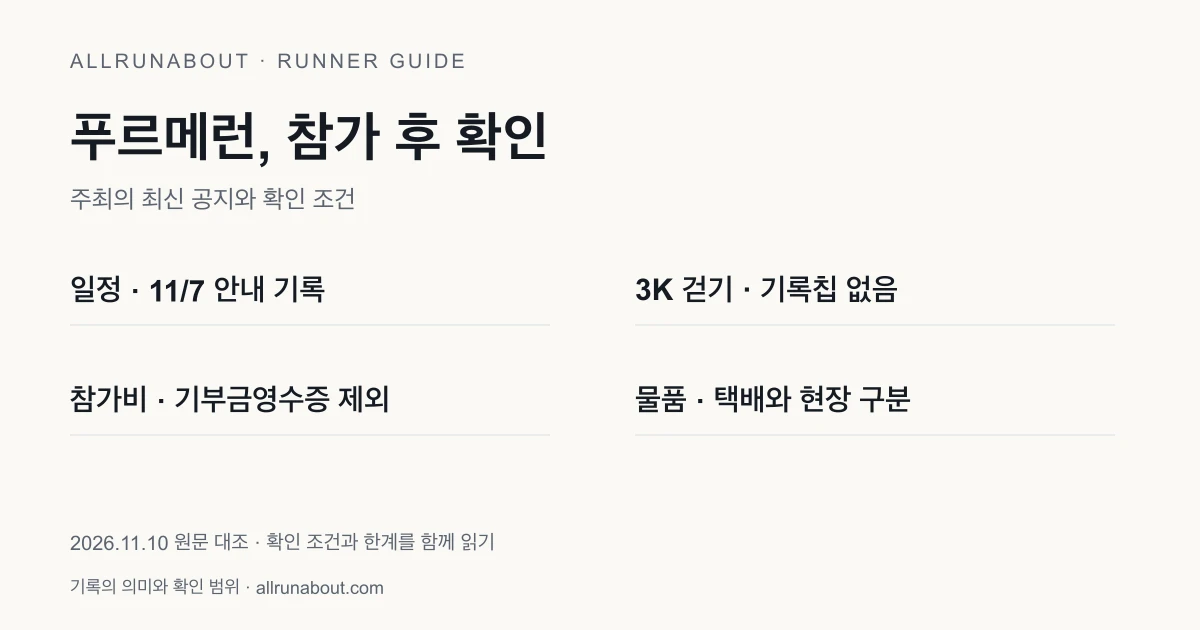 ALLRUNABOUT · RUNNER GUIDE
푸르메런, 참가 후 확인
주최의 최신 공지와 확인 조건
일정 · 11/7 안내 기록
3K 걷기 · 기록칩 없음
참가비 · 기부금영수증 제외
물품 · 택배와 현장 구분
2026.11.10 원문 대조 · 확인 조건과 한계를 함께 읽기
기록의 의미와 확인 범위 · allrunabout.com